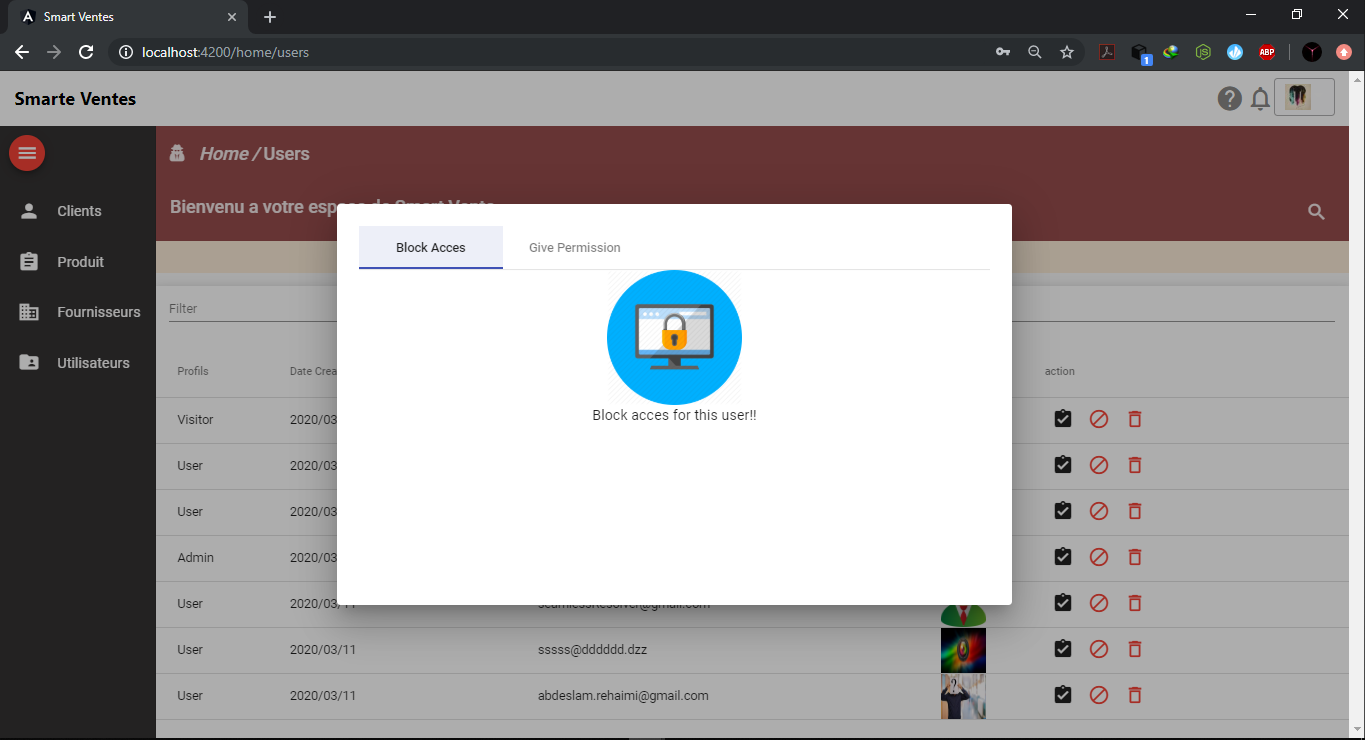 Smart Ventes
localhost:4200/home/users
1
JS
ABP
Smarte Ventes
Home / Users
Bienvenu a votre espace de Smart Vente
Clients
Produit
Fournisseurs
Utilisateurs
Block Acces
Give Permission
Block acces for this user!!
Filter
Profils Date Crea action
Visitor 2020/03
User 2020/03
User 2020/03
Admin 2020/03
User 2020/03/11
User 2020/03/11 sssss@dddddd.dzz
User 2020/03/11 abdeslam.rehaimi@gmail.com